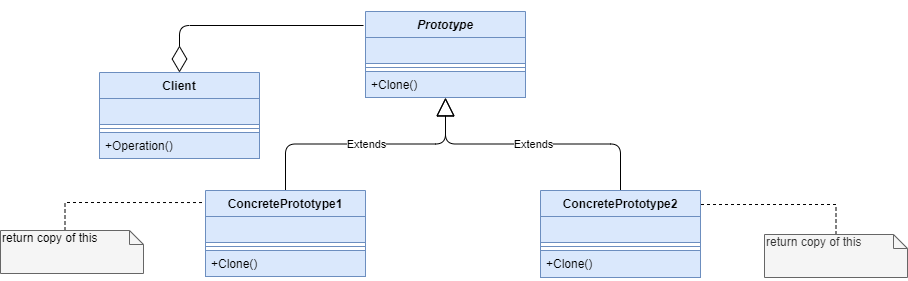 Prototype
+Clone()
Client
+Operation()
Extends
Extends
ConcretePrototype1
+Clone()
ConcretePrototype2
+Clone()
return copy of this
return copy of this